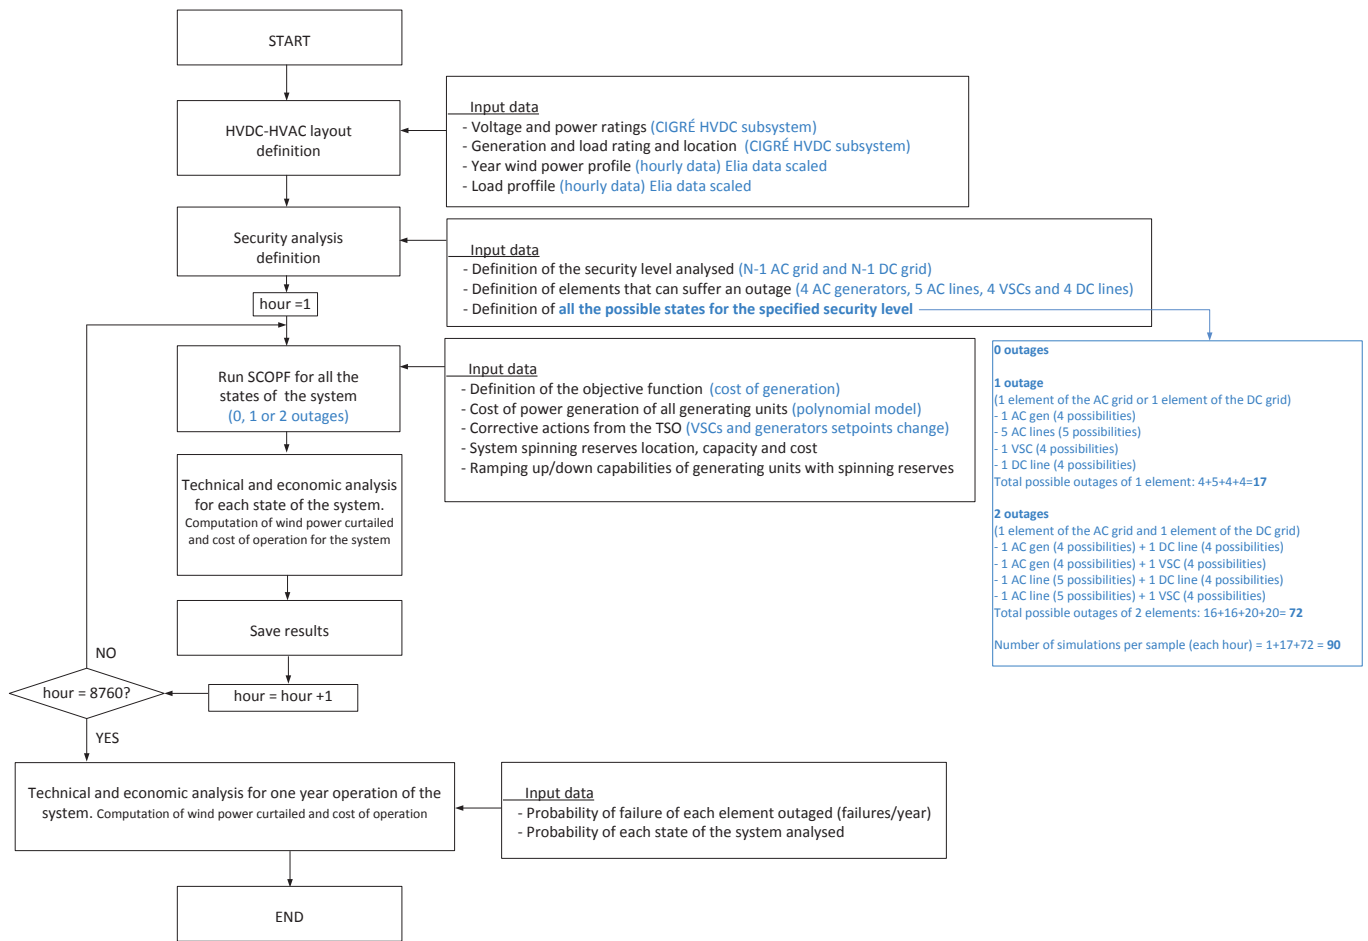 START
HVDC-HVAC layout
definition
Input data
- Voltage and power ratings (CIGRÉ HVDC subsystem)
- Generation and load rating and location (CIGRÉ HVDC subsystem)
- Year wind power profile (hourly data) Elia data scaled
- Load proffile (hourly data) Elia data scaled
Security analysis
definition
Input data
- Definition of the security level analysed (N-1 AC grid and N-1 DC grid)
- Definition of elements that can suffer an outage (4 AC generators, 5 AC lines, 4 VSCs and 4 DC lines)
- Definition of all the possible states for the specified security level
hour =1
Run SCOPF for all the
states of the system
(0, 1 or 2 outages)
Input data
- Definition of the objective function (cost of generation)
- Cost of power generation of all generating units (polynomial model)
- Corrective actions from the TSO (VSCs and generators setpoints change)
- System spinning reserves location, capacity and cost
- Ramping up/down capabilities of generating units with spinning reserves
0 outages
1 outage
(1 element of the AC grid or 1 element of the DC grid)
- 1 AC gen (4 possibilities)
- 5 AC lines (5 possibilities)
- 1 VSC (4 possibilities)
- 1 DC line (4 possibilities)
Total possible outages of 1 element: 4+5+4+4=17
2 outages
(1 element of the AC grid and 1 element of the DC grid)
- 1 AC gen (4 possibilities) + 1 DC line (4 possibilities)
- 1 AC gen (4 possibilities) + 1 VSC (4 possibilities)
- 1 AC line (5 possibilities) + 1 DC line (4 possibilities)
- 1 AC line (5 possibilities) + 1 VSC (4 possibilities)
Total possible outages of 2 elements: 16+16+20+20= 72
Number of simulations per sample (each hour) = 1+17+72 = 90
Technical and economic analysis
for each state of the system.
Computation of wind power curtailed
and cost of operation for the system
Save results
NO
hour = 8760?
hour = hour +1
YES
Technical and economic analysis for one year operation of the
system. Computation of wind power curtailed and cost of operation
Input data
- Probability of failure of each element outaged (failures/year)
- Probability of each state of the system analysed
END